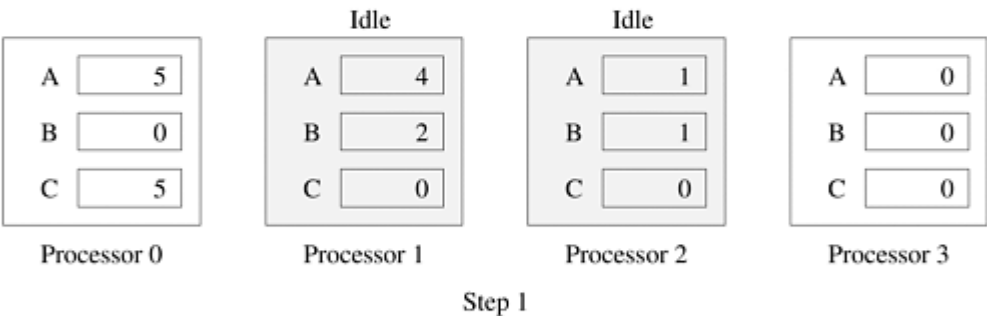 Idle Idle
A 5 A 4 A 1 A 0
B 0 B 2 B 1 B 0
C 5 C 0 C 0 C 0
Processor 0 Processor 1 Processor 2 Processor 3
Step 1